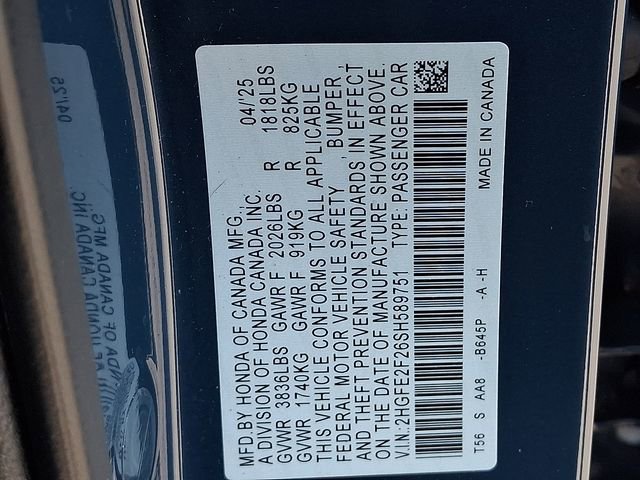 MFD.BY HONDA OF CANADA MFG. 04/'25
A DIVISION OF HONDA CANADA INC.
GVWR 3836LBS GAWR F 2026LBS R 1818LBS
GVWR 1740KG GAWR F 919KG R 825KG
THIS VEHICLE CONFORMS TO ALL APPLICABLE
FEDERAL MOTOR VEHICLE SAFETY , BUMPER ,
AND THEFT PREVENTION STANDARDS IN EFFECT
ON THE DATE OF MANUFACTURE SHOWN ABOVE.
V.I.N.:2HGFE2F26SH589751 TYPE: PASSENGER CAR
T56 S AA8 -B645P -A -H MADE IN CANADA